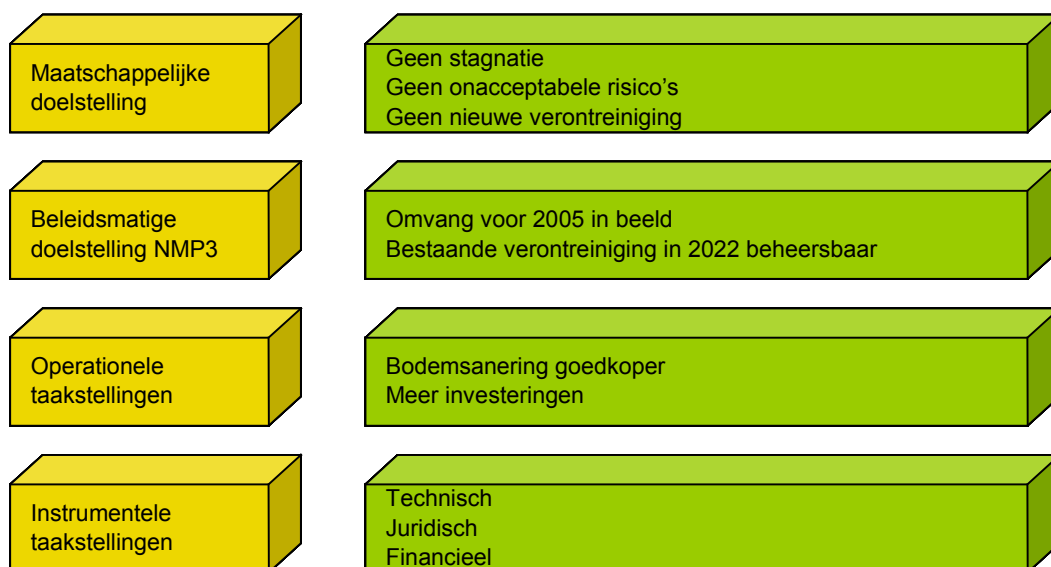 Maatschappelijke
doelstelling
Geen stagnatie
Geen onacceptabele risico's
Geen nieuwe verontreiniging
Beleidsmatige
doelstelling NMP3
Omvang voor 2005 in beeld
Bestaande verontreiniging in 2022 beheersbaar
Operationele
taakstellingen
Bodemsanering goedkoper
Meer investeringen
Instrumentele
taakstellingen
Technisch
Juridisch
Financieel